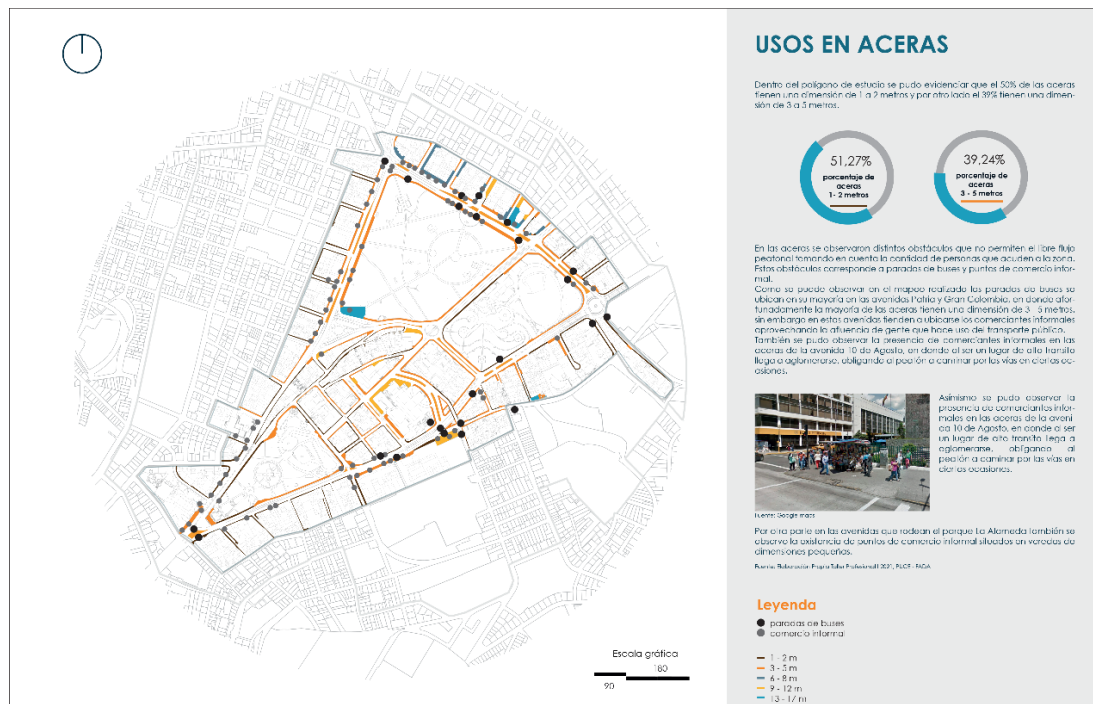 USOS EN ACERAS
Dentro del polígono de estudio se pudo evidenciar que el 50% de las aceras
tienen una dimensión de 1 a 2 metros y por otro lado el 39% tienen una dimen-
sión de 3 a 5 metros.
51,27%
porcentaje de
aceras
1- 2 metros
39,24%
porcentaje de
aceras
3 - 5 metros
En las aceras se observaron distintos obstáculos que no permiten el libre flujo
peatonal tomando en cuenta la cantidad de personas que acuden a la zona.
Estos obstáculos corresponde a paradas de buses y puntos de comercio infor-
mal.
Como se puede observar en el mapeo realizado las paradas de buses se
ubican en su mayoría en las avenidas Patria y Gran Colombia, en donde afor-
tunadamente la mayoría de las aceras tienen una dimensión de 3 - 5 metros,
sin embargo en estas avenidas tienden a ubicarse los comerciantes informales
aprovechando la afluencia de gente que hace uso del transporte público.
También se pudo observar la presencia de comerciantes informales en las
aceras de la avenida 10 de Agosto, en donde al ser un lugar de alto transito
llega a aglomerarse, obligando al peatón a caminar por las vías en ciertas oc-
asiones.
Asimismo se pudo observar la
presencia de comerciantes infor-
males en las aceras de la aveni-
da 10 de Agosto, en donde al ser
un lugar de alto transito llega a
aglomerarse, obligando al
peatón a caminar por las vías en
ciertas ocasiones.
Fuente: Google maps
Por otra parte en las avenidas que rodean el parque La Alameda también se
observo la existencia de puntos de comercio informal situados en veredas de
dimensiones pequeñas.
Fuente: Elaboración Propia Taller Profesional I 2021, PUCE - FADA
Leyenda
paradas de buses
comercio informal
1 - 2 m
3 - 5 m
6 - 8 m
9 - 12 m
13 - 17 m
Escala gráfica
180
90